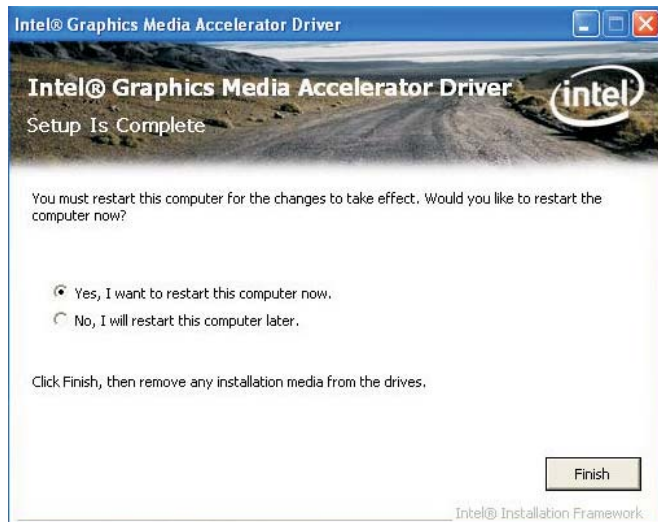 Intel® Graphics Media Accelerator Driver
Intel® Graphics Media Accelerator Driver
intel
Setup Is Complete
You must restart this computer for the changes to take effect. Would you like to restart the
computer now?
Yes, I want to restart this computer now.
No, I will restart this computer later.
Click Finish, then remove any installation media from the drives.
Finish
Intel® Installation Framework